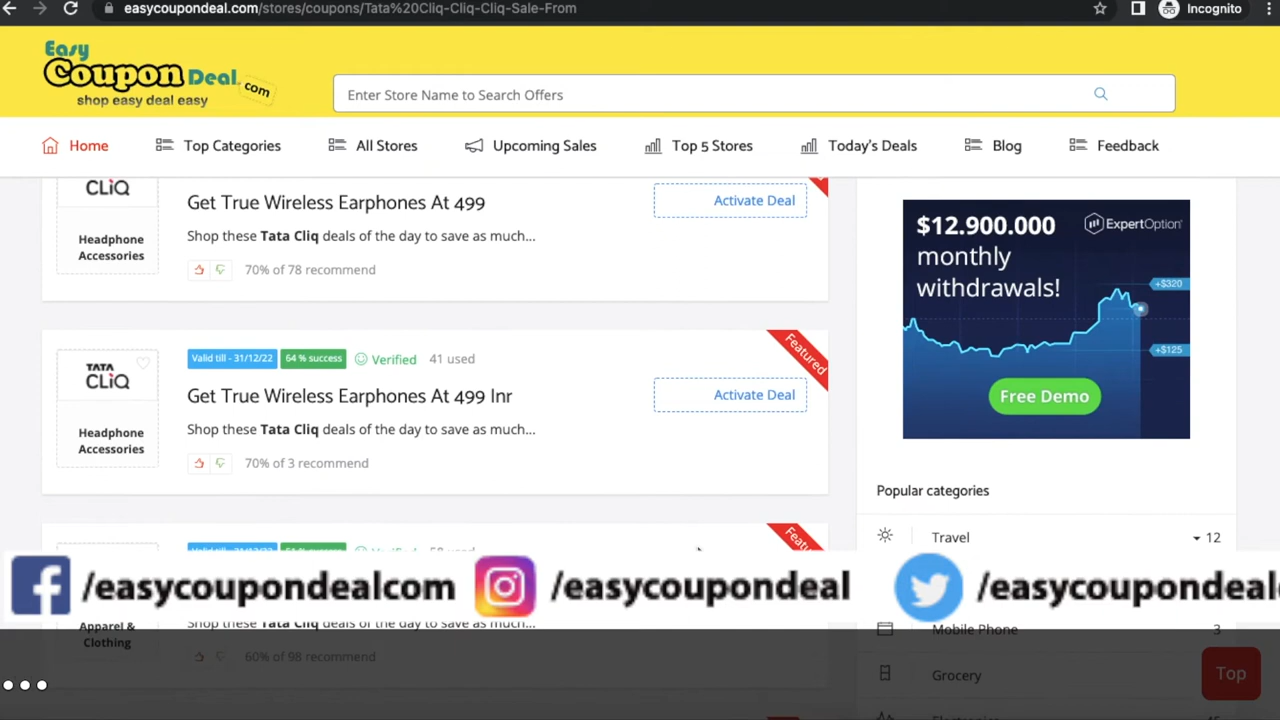 easycoupondeal.com/stores/coupons/Tata%20Cliq-Cliq-Cliq-Sale-From
Incognito
Easy
Coupon Deal.com
shop easy deal easy
Enter Store Name to Search Offers
Home
Top Categories
All Stores
Upcoming Sales
Top 5 Stores
Today's Deals
Blog
Feedback
CLiQ
Headphone
Accessories
Get True Wireless Earphones At 499
Shop these Tata Cliq deals of the day to save as much...
70% of 78 recommend
Activate Deal
TATA
CLiQ
Headphone
Accessories
Valid till - 31/12/22
64 % success
Verified
41 used
Get True Wireless Earphones At 499 Inr
Shop these Tata Cliq deals of the day to save as much...
70% of 3 recommend
Activate Deal
Featured
$12.900.000
monthly
withdrawals!
ExpertOption
+$320
+$125
Free Demo
Popular categories
Travel
12
/easycoupondealcom
/easycoupondeal
Apparel &
Clothing
Shop these Tata Cliq deals of the day to save as much...
60% of 98 recommend
Mobile Phone
3
Grocery
Top